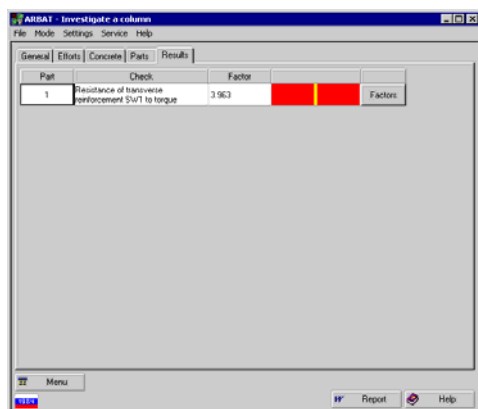 ARBAT - Investigate a column
File Mode Settings Service Help
General Efforts Concrete Parts Results
Part Check Factor
1 Resistance of transverse reinforcement SW1 to torque 3.963 Factors
Menu
Report Help